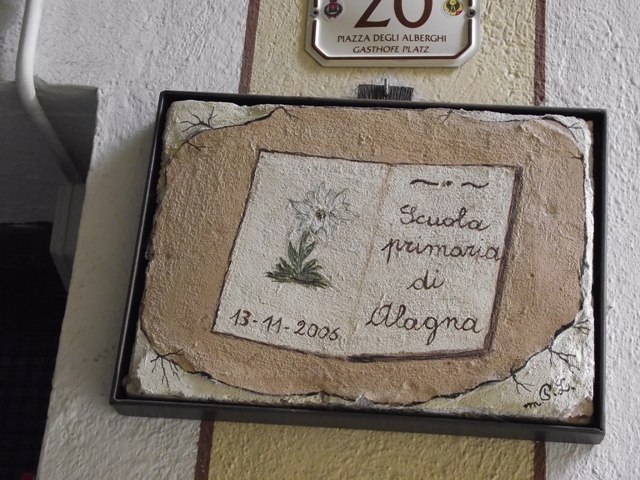 20
PIAZZA DEGLI ALBERGHI
GASTHOFE PLATZ
Scuola
primaria
di
Alagna
13-11-2006